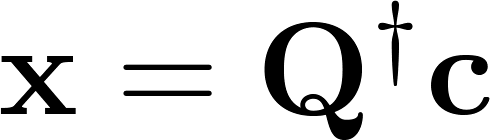 x = Q† c